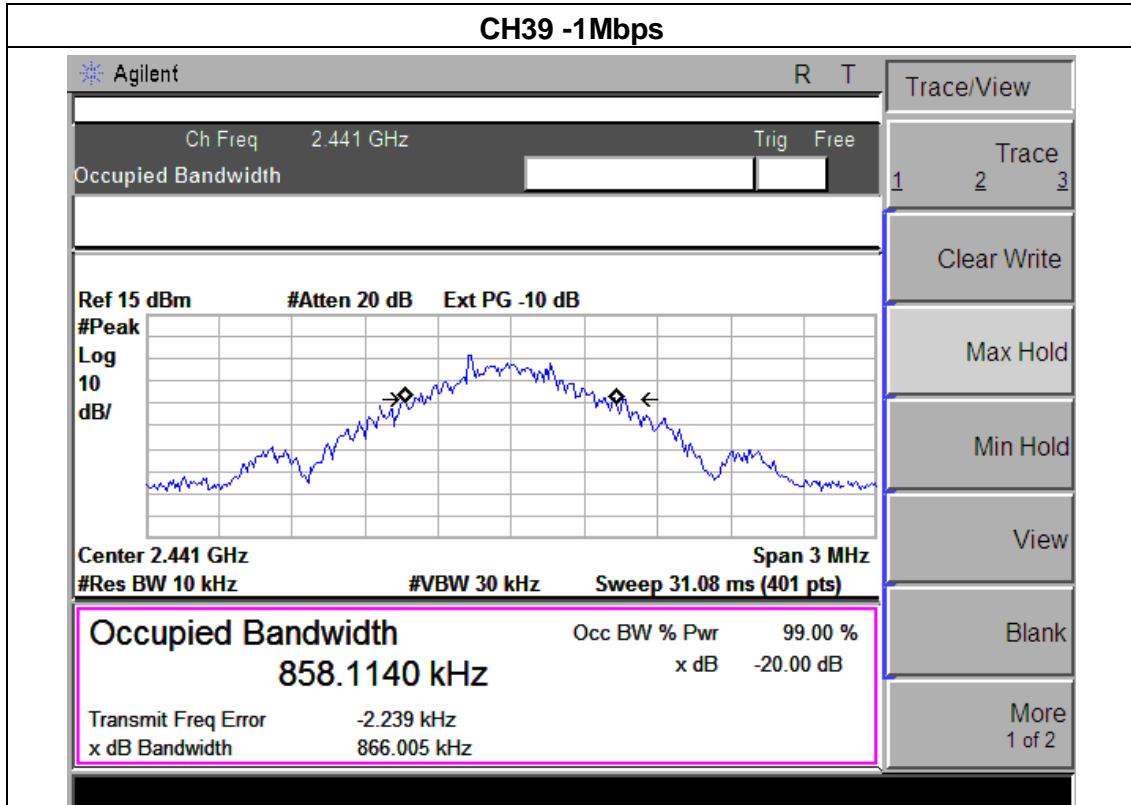 CH39 -1Mbps
Agilent R T
Trace/View
Ch Freq 2.441 GHz Trig Free
Occupied Bandwidth
Trace
1 2 3
Clear Write
Ref 15 dBm #Atten 20 dB Ext PG -10 dB
#Peak
Log
10
dB/
Max Hold
Min Hold
View
Center 2.441 GHz Span 3 MHz
#Res BW 10 kHz #VBW 30 kHz Sweep 31.08 ms (401 pts)
Occupied Bandwidth Occ BW % Pwr 99.00 %
858.1140 kHz x dB -20.00 dB
Blank
Transmit Freq Error -2.239 kHz
x dB Bandwidth 866.005 kHz
More
1 of 2